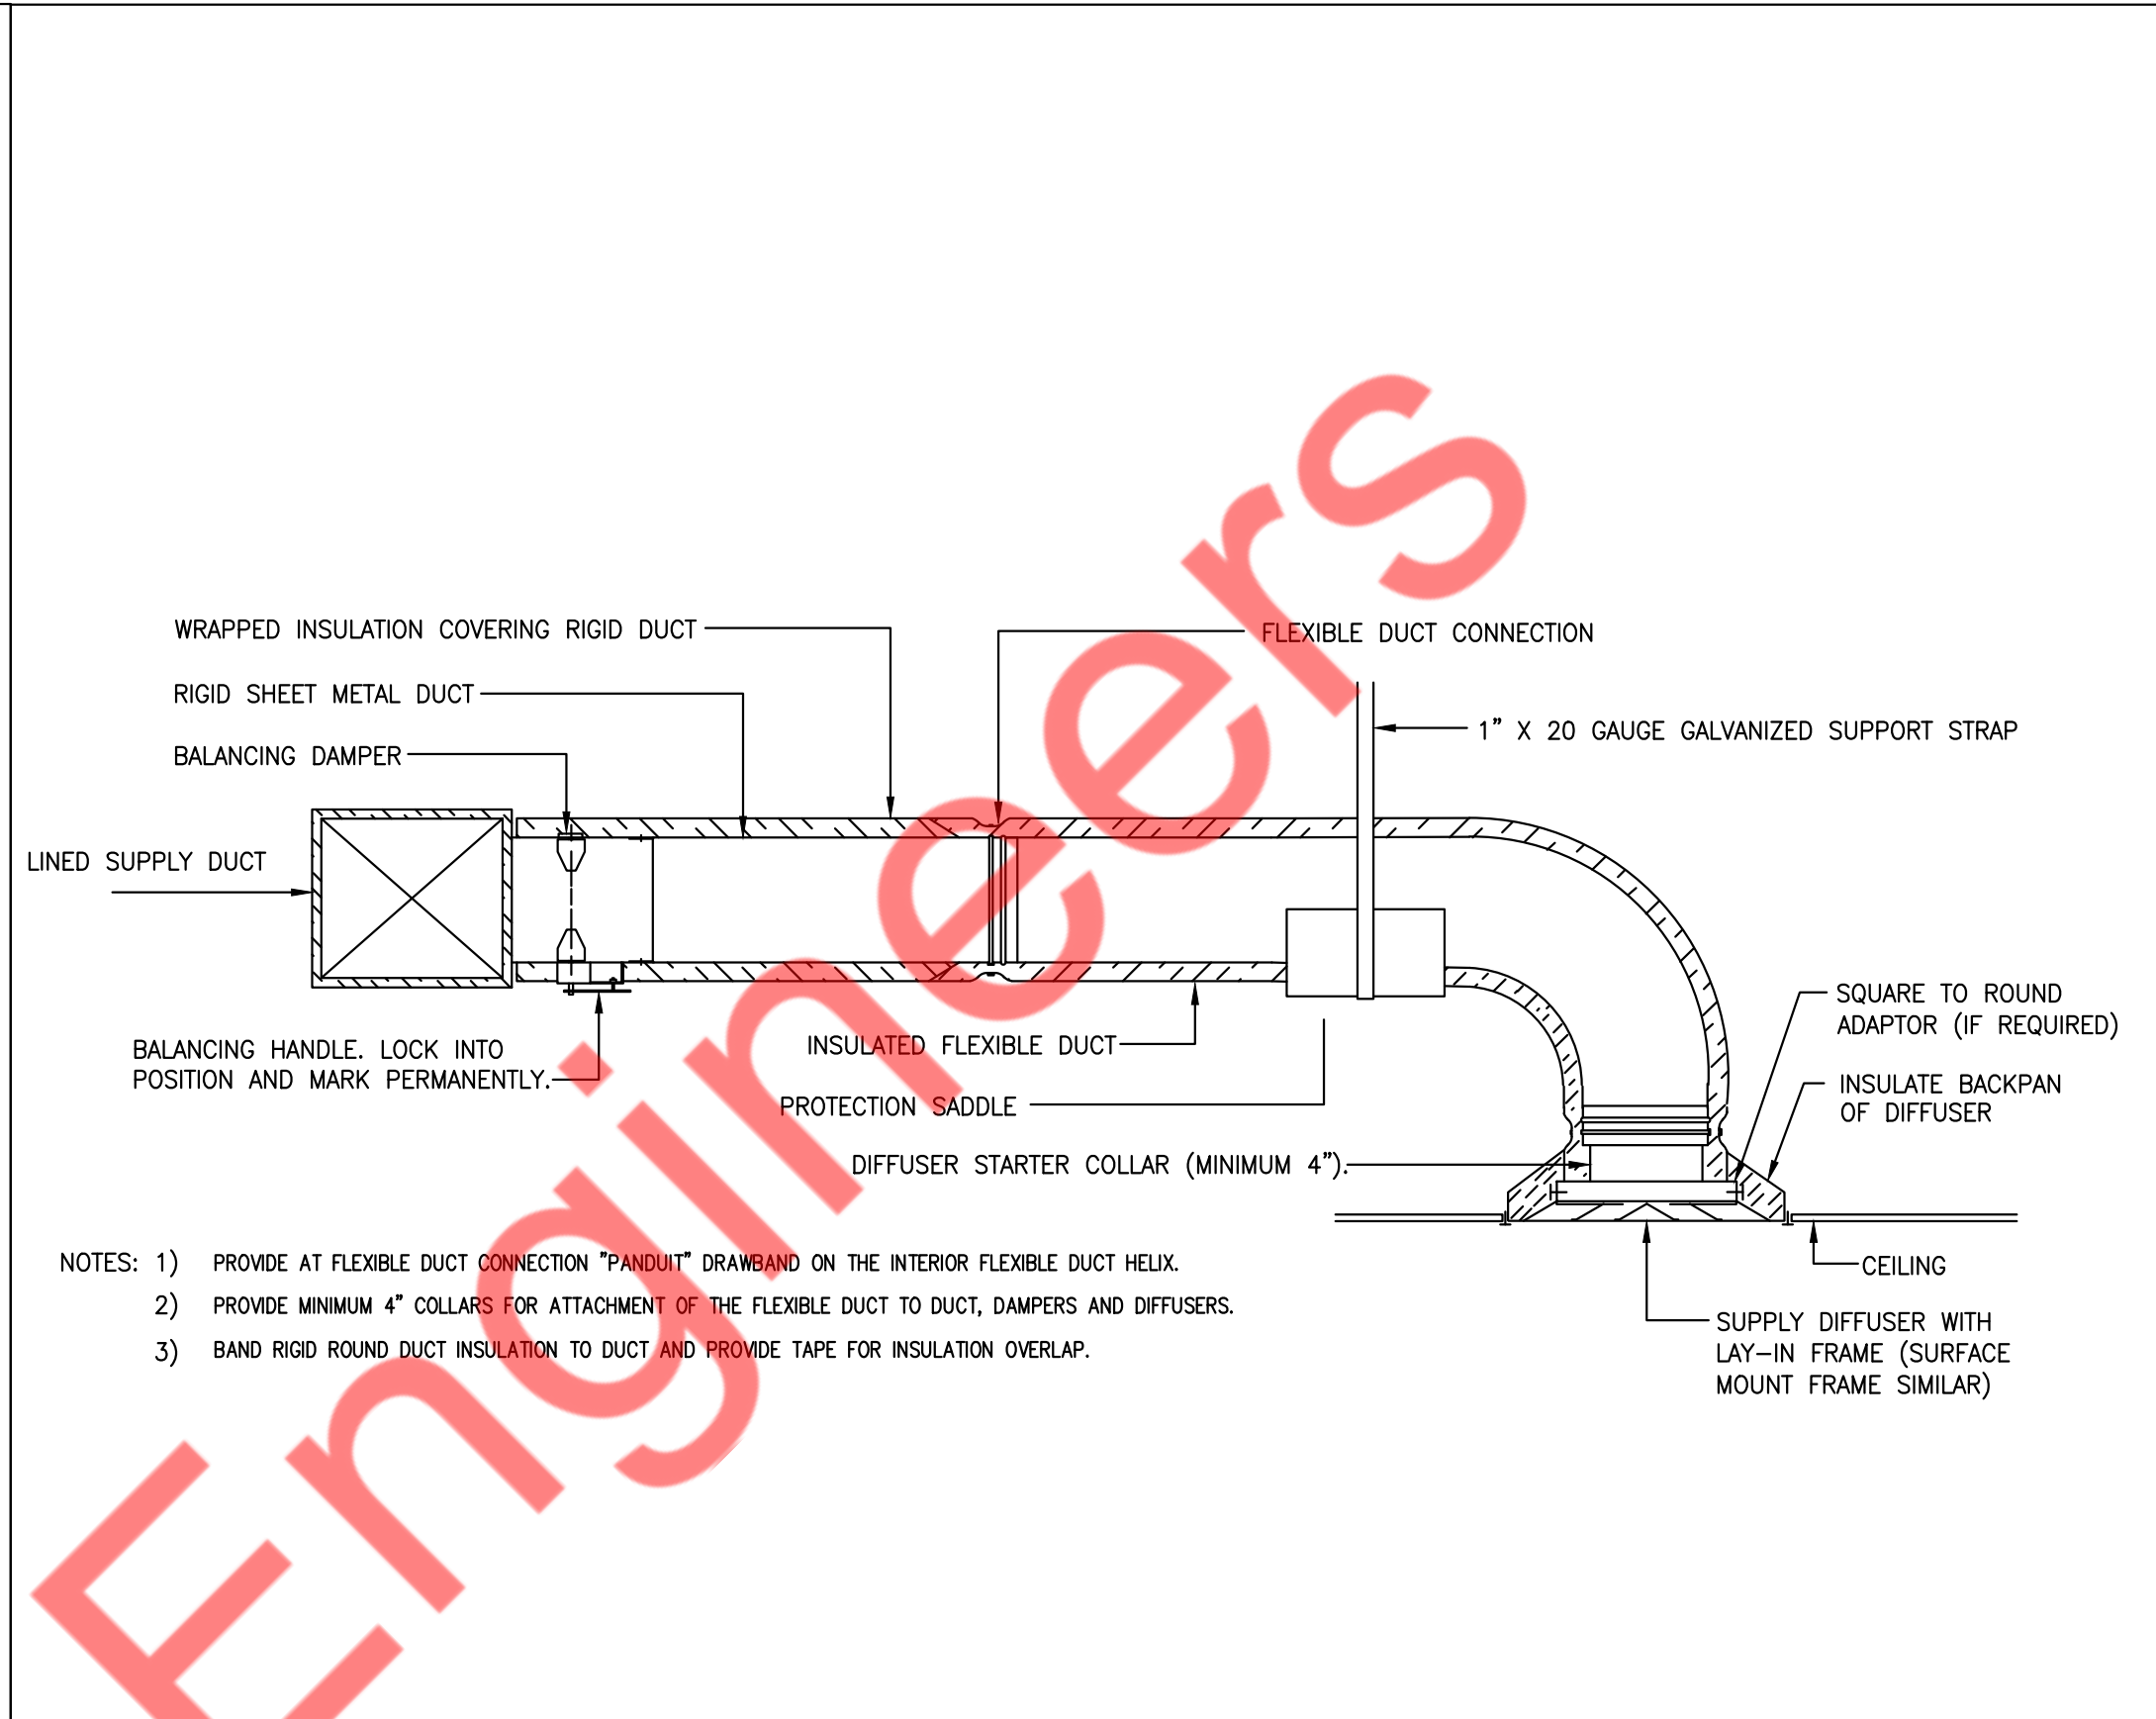 WRAPPED INSULATION COVERING RIGID DUCT
FLEXIBLE DUCT CONNECTION
RIGID SHEET METAL DUCT
1” X 20 GAUGE GALVANIZED SUPPORT STRAP
BALANCING DAMPER
LINED SUPPLY DUCT
SQUARE TO ROUND
ADAPTOR (IF REQUIRED)
BALANCING HANDLE. LOCK INTO
POSITION AND MARK PERMANENTLY.
INSULATED FLEXIBLE DUCT
INSULATE BACKPAN
OF DIFFUSER
PROTECTION SADDLE
DIFFUSER STARTER COLLAR (MINIMUM 4”).
NOTES: 1) PROVIDE AT FLEXIBLE DUCT CONNECTION ”PANDUIT” DRAWBAND ON THE INTERIOR FLEXIBLE DUCT HELIX.
2) PROVIDE MINIMUM 4” COLLARS FOR ATTACHMENT OF THE FLEXIBLE DUCT TO DUCT, DAMPERS AND DIFFUSERS.
3) BAND RIGID ROUND DUCT INSULATION TO DUCT AND PROVIDE TAPE FOR INSULATION OVERLAP.
CEILING
SUPPLY DIFFUSER WITH
LAY-IN FRAME (SURFACE
MOUNT FRAME SIMILAR)
Engineers